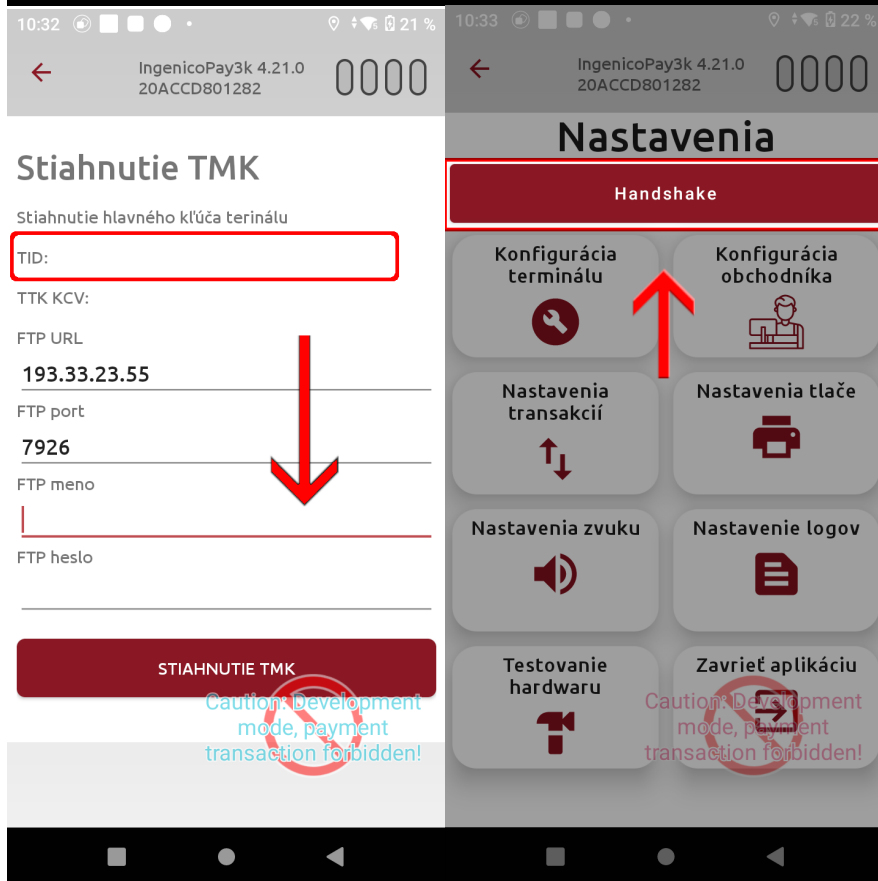 10:32
21 %
IngenicoPay3k 4.21.0
20ACCD801282
Stiahnutie TMK
Stiahnutie hlavného kľúča terinálu
TID:
TTK KCV:
FTP URL
193.33.23.55
FTP port
7926
FTP meno
FTP heslo
STIAHNUTIE TMK
Caution: Development
mode, payment
transaction forbidden!
10:33
22 %
IngenicoPay3k 4.21.0
20ACCD801282
Nastavenia
Handshake
Konfigurácia
terminálu
Konfigurácia
obchodníka
Nastavenia
transakcií
Nastavenia tlače
Nastavenia zvuku
Nastavenie logov
Testovanie
hardwaru
Zavrieť aplikáciu
Caution: Development
mode, payment
transaction forbidden!